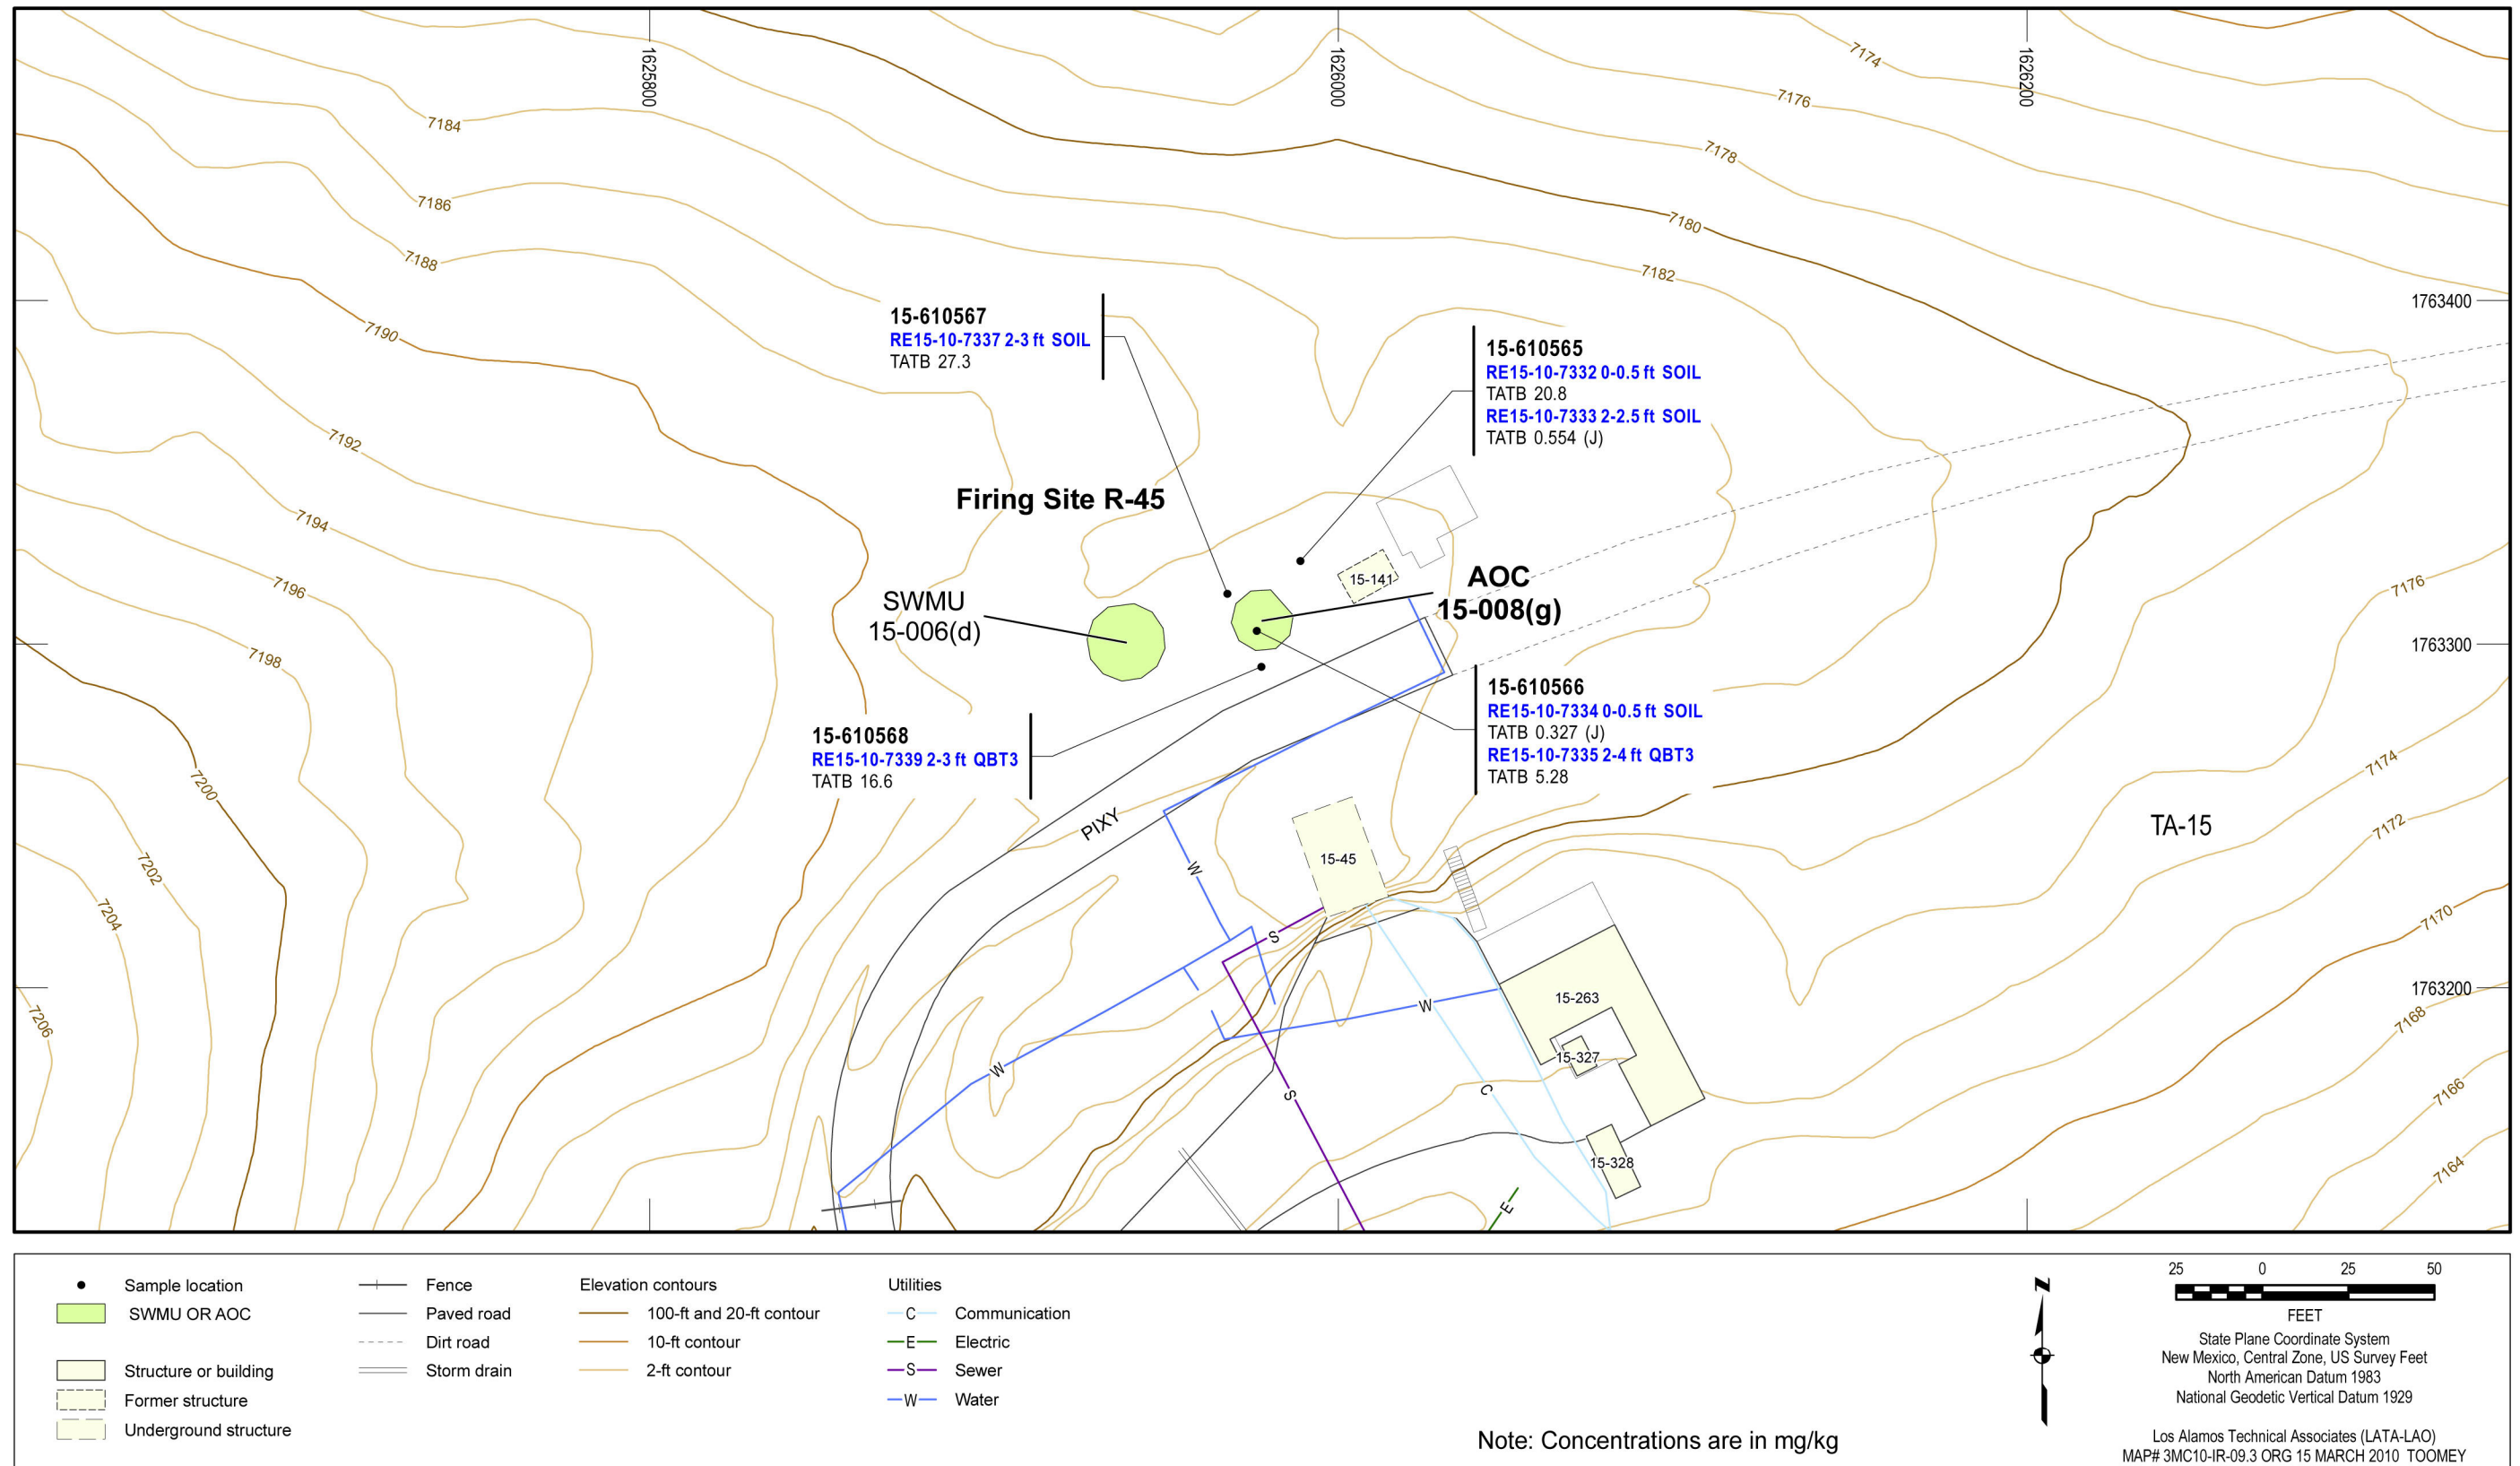 1625800
1626000
1626200
7174
7176
7178
7180
7182
7184
7186
7188
7190
7192
7194
7196
7198
7200
7202
7204
7206
1763400
1763300
1763200
15-610567
RE15-10-7337 2-3 ft SOIL
TATB 27.3
15-610565
RE15-10-7332 0-0.5 ft SOIL
TATB 20.8
RE15-10-7333 2-2.5 ft SOIL
TATB 0.554 (J)
Firing Site R-45
SWMU
15-006(d)
15-141
AOC
15-008(g)
15-610566
RE15-10-7334 0-0.5 ft SOIL
TATB 0.327 (J)
RE15-10-7335 2-4 ft QBT3
TATB 5.28
15-610568
RE15-10-7339 2-3 ft QBT3
TATB 16.6
PIXY
15-45
TA-15
W
S
W
W
S
C
E
15-263
15-327
15-328
7176
7174
7172
7170
7168
7166
7164
Sample location
SWMU OR AOC
Structure or building
Former structure
Underground structure
Fence
Paved road
Dirt road
Storm drain
Elevation contours
100-ft and 20-ft contour
10-ft contour
2-ft contour
Utilities
C Communication
E Electric
S Sewer
W Water
Note: Concentrations are in mg/kg
N
25 0 25 50
FEET
State Plane Coordinate System
New Mexico, Central Zone, US Survey Feet
North American Datum 1983
National Geodetic Vertical Datum 1929
Los Alamos Technical Associates (LATA-LAO)
MAP# 3MC10-IR-09.3 ORG 15 MARCH 2010 TOOMEY